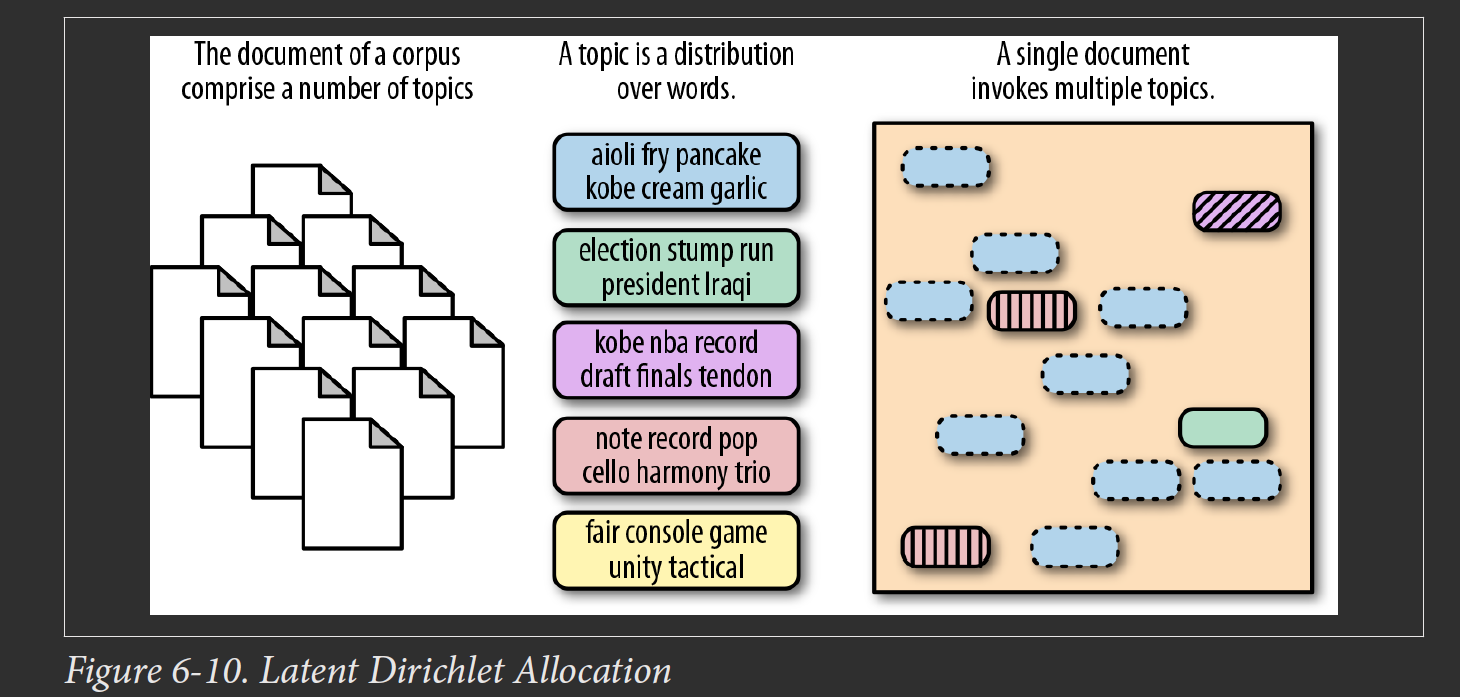 The document of a corpus
comprise a number of topics
A topic is a distribution
over words.
aioli fry pancake
kobe cream garlic
election stump run
president Iraqi
kobe nba record
draft finals tendon
note record pop
cello harmony trio
fair console game
unity tactical
A single document
invokes multiple topics.
Figure 6-10. Latent Dirichlet Allocation